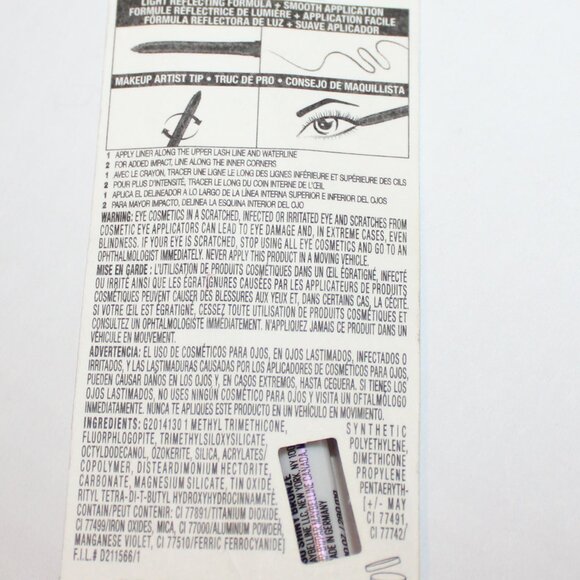 LIGHT REFLECTING FORMULA + SMOOTH APPLICATION
FORMULE REFLECTRICE DE LUMIÈRE + APPLICATION FACILE
FÓRMULA REFLECTORA DE LUZ + SUAVE APLICADOR
MAKEUP ARTIST TIP • TRUC DE PRO • CONSEJO DE MAQUILLISTA
1 APPLY LINER ALONG THE UPPER LASH LINE AND WATERLINE
2 FOR ADDED IMPACT, LINE ALONG THE INNER CORNERS
1 AVEC LE CRAYON, TRACER UNE LIGNE LE LONG DES LIGNES INFÉRIEURE ET SUPÉRIEURE DES CILS
2 POUR PLUS D'INTENSITÉ, TRACER LE LONG DU COIN INTERNE DE L'ŒIL
1 APLICA EL DELINEADOR A LO LARGO DE LA LÍNEA INTERNA SUPERIOR E INFERIOR DEL OJOS
2 PARA MAYOR IMPACTO, DELINEA LA ESQUINA INTERIOR DEL OJO
WARNING: EYE COSMETICS IN A SCRATCHED, INFECTED OR IRRITATED EYE AND SCRATCHES FROM
COSMETIC EYE APPLICATORS CAN LEAD TO EYE DAMAGE AND, IN EXTREME CASES, EVEN
BLINDNESS. IF YOUR EYE IS SCRATCHED, STOP USING ALL EYE COSMETICS AND GO TO AN
OPHTHALMOLOGIST IMMEDIATELY. NEVER APPLY THIS PRODUCT IN A MOVING VEHICLE.
MISE EN GARDE : L'UTILISATION DE PRODUITS COSMÉTIQUES DANS UN ŒIL ÉGRATIGNÉ, INFECTÉ
OU IRRITÉ AINSI QUE LES ÉGRATIGNURES CAUSÉES PAR LES APPLICATEURS DE PRODUITS
COSMÉTIQUES PEUVENT CAUSER DES BLESSURES AUX YEUX ET, DANS CERTAINS CAS, LA CÉCITÉ.
SI VOTRE ŒIL EST ÉGRATIGNÉ, CESSEZ TOUTE UTILISATION DE PRODUITS COSMÉTIQUES ET
CONSULTEZ UN OPHTALMOLOGISTE IMMÉDIATEMENT. N'APPLIQUEZ JAMAIS CE PRODUIT DANS UN
VÉHICULE EN MOUVEMENT.
ADVERTENCIA: EL USO DE COSMÉTICOS PARA OJOS, EN OJOS LASTIMADOS, INFECTADOS O
IRRITADOS, Y LAS LASTIMADURAS CAUSADAS POR LOS APLICADORES DE COSMÉTICOS PARA OJOS,
PUEDEN CAUSAR DAÑOS EN LOS OJOS Y, EN CASOS EXTREMOS, HASTA CEGUERA. SI TIENES LOS
OJOS LASTIMADOS, NO USES NINGÚN COSMÉTICO PARA OJOS Y VISITA UN OFTAMÓLOGO
INMEDIATAMENTE. NUNCA TE APLIQUES ESTE PRODUCTO EN UN VEHÍCULO EN MOVIMIENTO.
INGREDIENTS: G2014130 1 METHYL TRIMETHICONE, SYNTHETIC
FLUORPHLOGOPITE, TRIMETHYLSILOXYSILICATE, POLYETHYLENE,
OCTYLDODECANOL, OZOKERITE, SILICA, ACRYLATES/ DIMETHICONE
COPOLYMER, DISTEARDIMONIUM HECTORITE, PROPYLENE
CARBONATE, MAGNESIUM SILICATE, TIN OXIDE, PENTAERYTH-
RITYL TETRA-DI-T-BUTYL HYDROXYHYDROCINNAMATE. [+/- MAY
CONTAIN/PEUT CONTENIR: CI 77891/TITANIUM DIOXIDE, CI 77491,
CI 77499/IRON OXIDES, MICA, CI 77000/ALUMINUM POWDER, CI 77742/
MANGANESE VIOLET, CI 77510/FERRIC FERROCYANIDE]
F.I.L.# D211566/1
MAYBELLINE LLC, NEW YORK, NY
MAYBELLINE CANADA,
MADE IN GERMANY